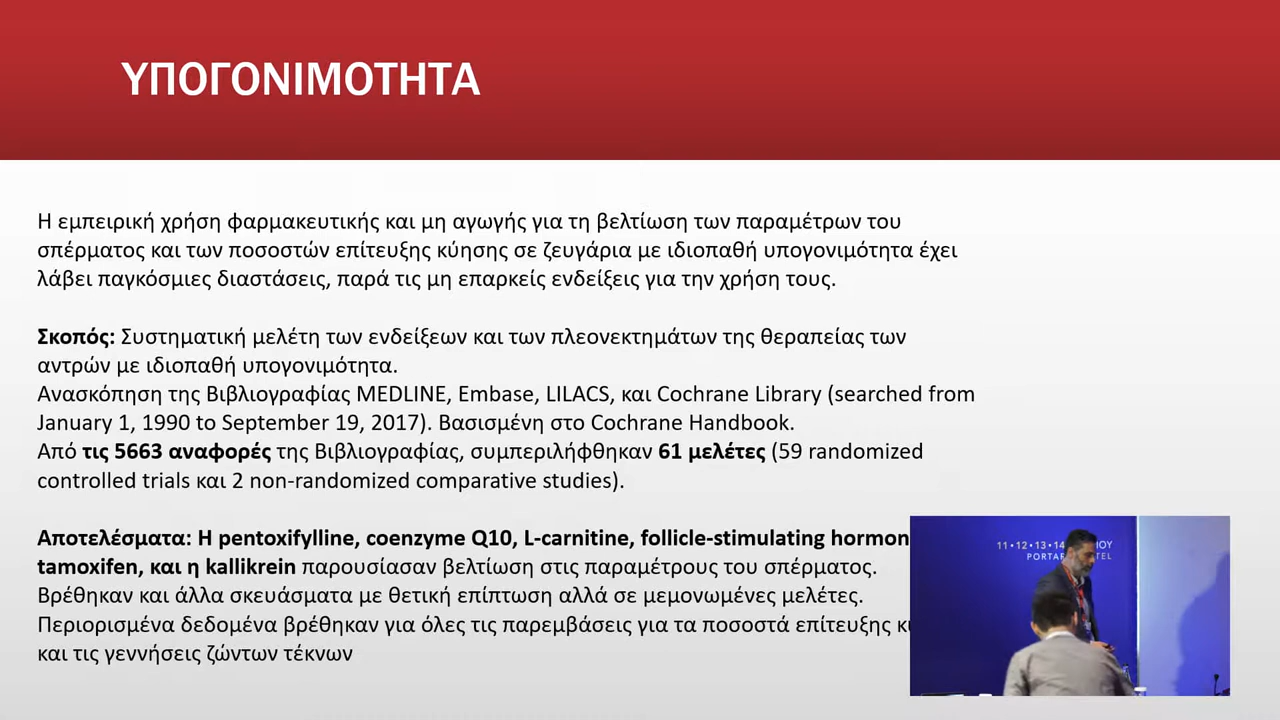 ΥΠΟΓΟΝΙΜΟΤΗΤΑ
Η εμπειρική χρήση φαρμακευτικής και μη αγωγής για τη βελτίωση των παραμέτρων του
σπέρματος και των ποσοστών επίτευξης κύησης σε ζευγάρια με ιδιοπαθή υπογονιμότητα έχει
λάβει παγκόσμιες διαστάσεις, παρά τις μη επαρκείς ενδείξεις για την χρήση τους.
Σκοπός: Συστηματική μελέτη των ενδείξεων και των πλεονεκτημάτων της θεραπείας των
αντρών με ιδιοπαθή υπογονιμότητα.
Ανασκόπηση της Βιβλιογραφίας MEDLINE, Embase, LILACS, και Cochrane Library (searched from
January 1, 1990 to September 19, 2017). Βασισμένη στο Cochrane Handbook.
Από τις 5663 αναφορές της Βιβλιογραφίας, συμπεριλήφθηκαν 61 μελέτες (59 randomized
controlled trials και 2 non-randomized comparative studies).
Αποτελέσματα: Η pentoxifylline, coenzyme Q10, L-carnitine, follicle-stimulating hormon
tamoxifen, και η kallikrein παρουσίασαν βελτίωση στις παραμέτρους του σπέρματος.
Βρέθηκαν και άλλα σκευάσματα με θετική επίπτωση αλλά σε μεμονωμένες μελέτες.
Περιορισμένα δεδομένα βρέθηκαν για όλες τις παρεμβάσεις για τα ποσοστά επίτευξης
και τις γεννήσεις ζώντων τέκνων
11•12•13•14